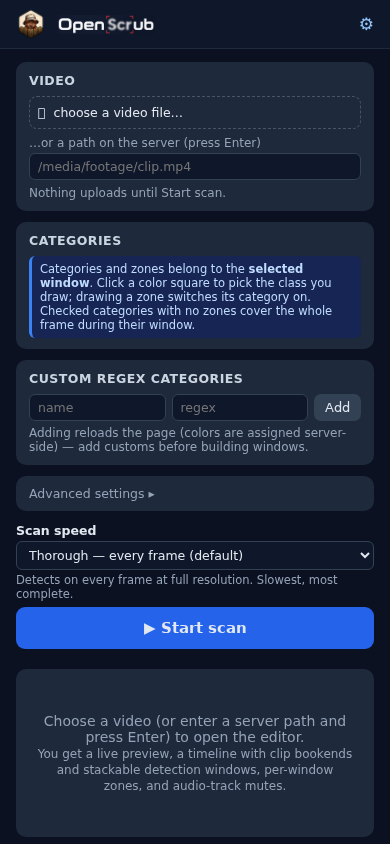 OpenScrub
VIDEO
choose a video file…
…or a path on the server (press Enter)
/media/footage/clip.mp4
Nothing uploads until Start scan.
CATEGORIES
Categories and zones belong to the selected
window. Click a color square to pick the class you
draw; drawing a zone switches its category on.
Checked categories with no zones cover the whole
frame during their window.
CUSTOM REGEX CATEGORIES
name
regex
Add
Adding reloads the page (colors are assigned server-
side) — add customs before building windows.
Advanced settings ▸
Scan speed
Thorough — every frame (default)
Detects on every frame at full resolution. Slowest, most
complete.
▶ Start scan
Choose a video (or enter a server path and
press Enter) to open the editor.
You get a live preview, a timeline with clip bookends
and stackable detection windows, per-window
zones, and audio-track mutes.